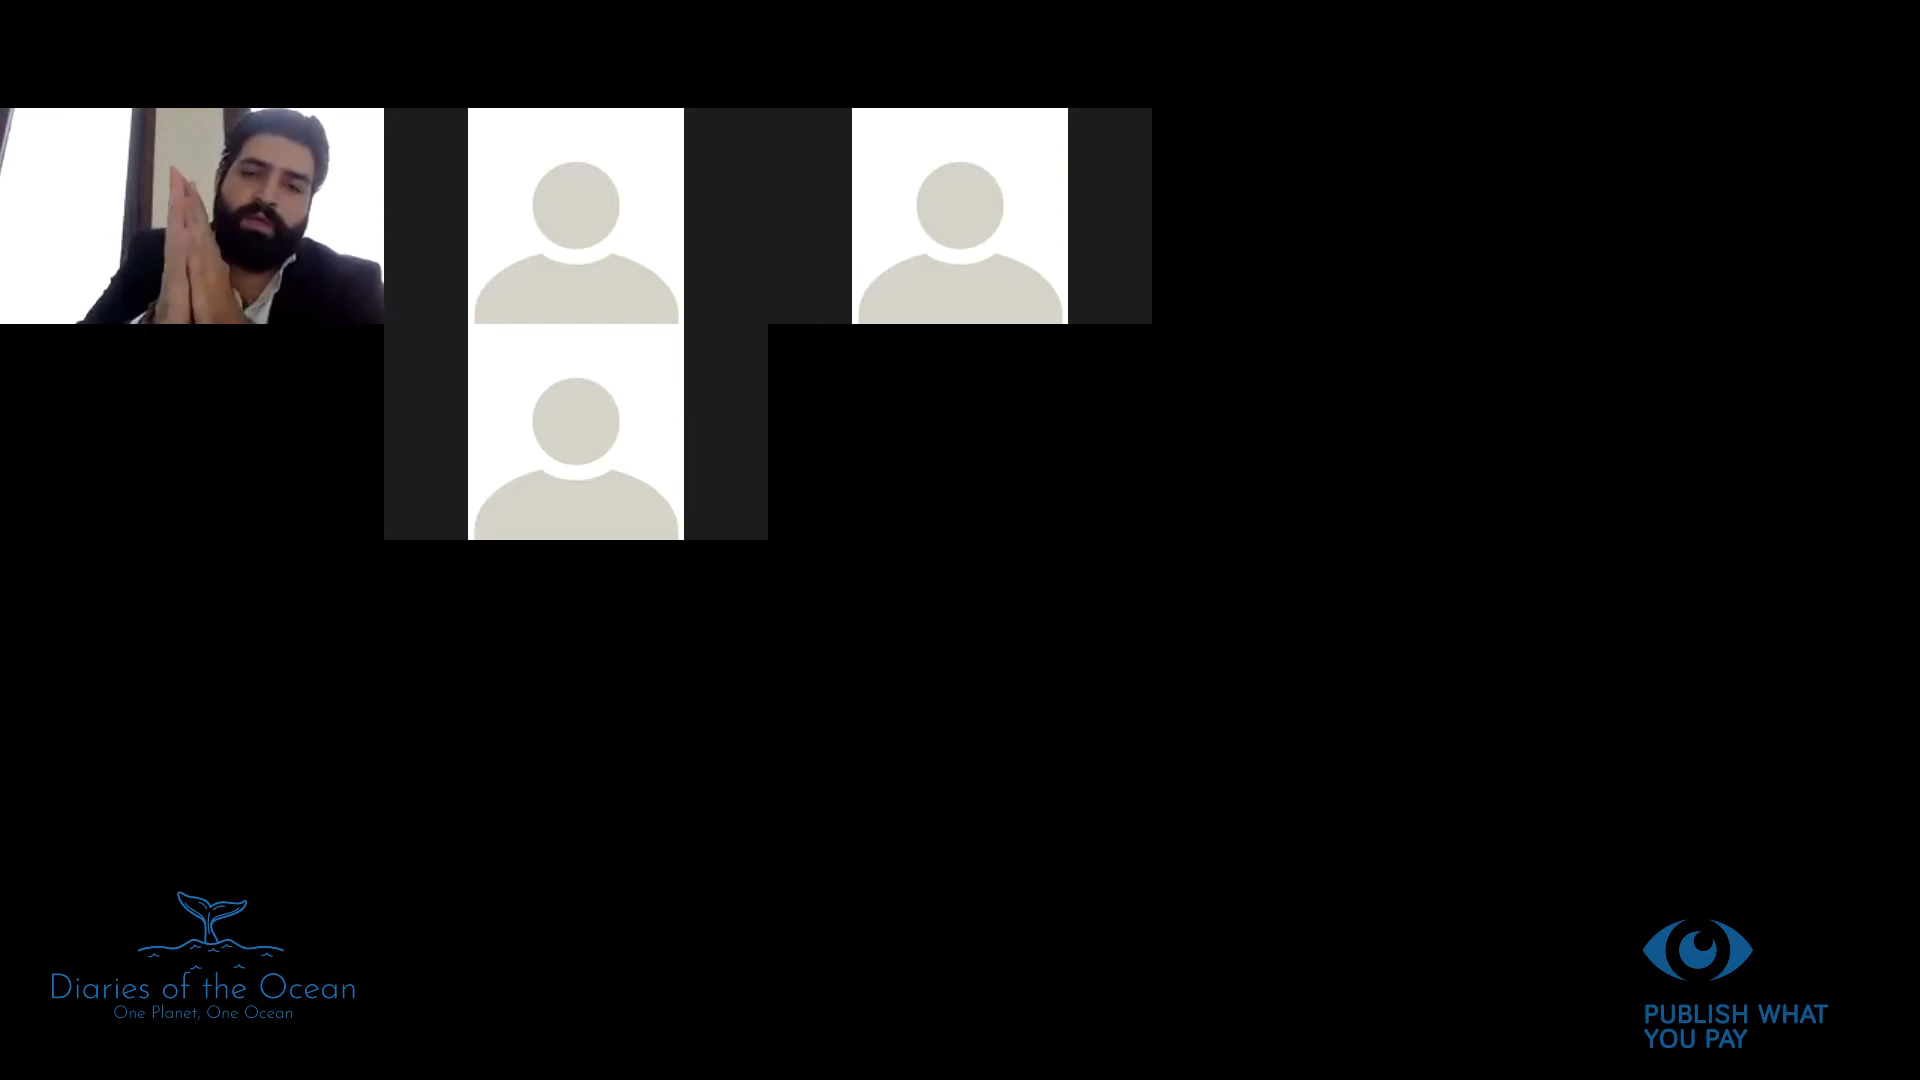 Diaries of the Ocean
One Planet, One Ocean
PUBLISH WHAT
YOU PAY